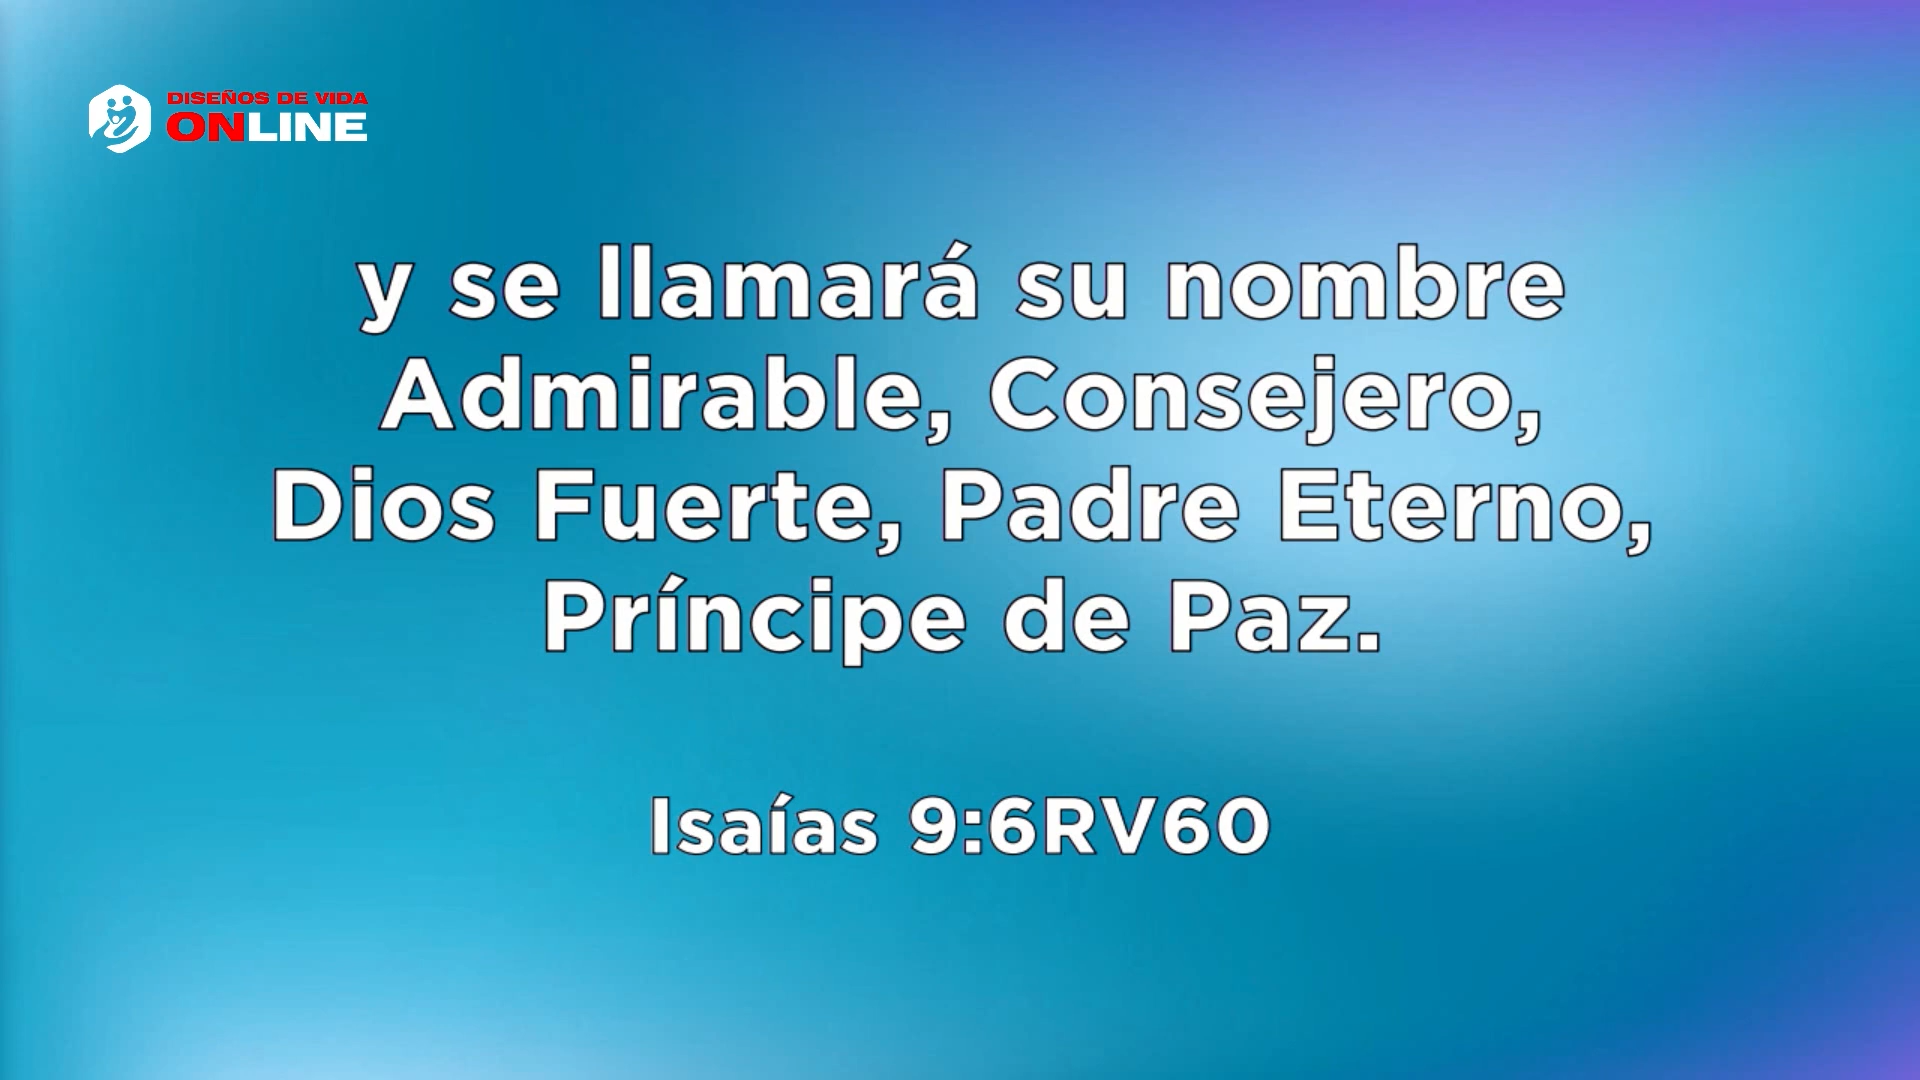 DISEÑOS DE VIDA
ONLINE
y se llamará su nombre
Admirable, Consejero,
Dios Fuerte, Padre Eterno,
Príncipe de Paz.
Isaías 9:6RV60